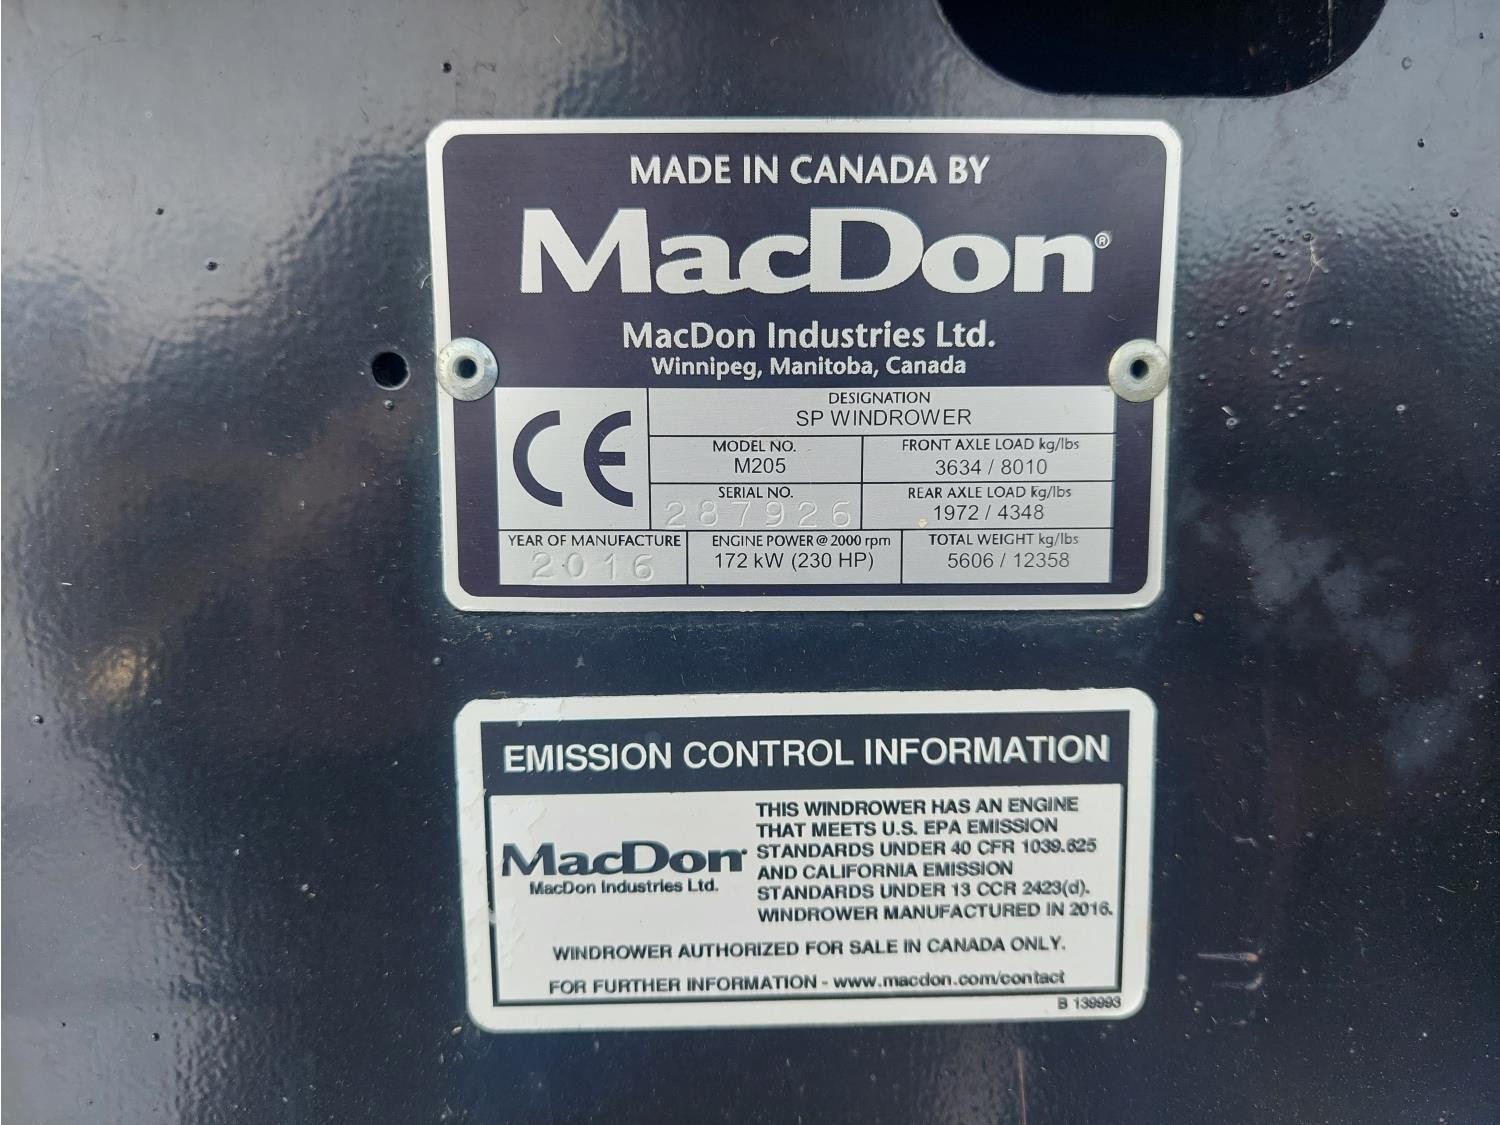 MADE IN CANADA BY
MacDon®
MacDon Industries Ltd.
Winnipeg, Manitoba, Canada
CE
DESIGNATION
SP WINDROWER
MODEL NO.
M205
FRONT AXLE LOAD kg/lbs
3634 / 8010
SERIAL NO.
287926
REAR AXLE LOAD kg/lbs
1972 / 4348
YEAR OF MANUFACTURE
2016
ENGINE POWER @ 2000 rpm
172 kW (230 HP)
TOTAL WEIGHT kg/lbs
5606 / 12358
EMISSION CONTROL INFORMATION
MacDon
MacDon Industries Ltd.
THIS WINDROWER HAS AN ENGINE
THAT MEETS U.S. EPA EMISSION
STANDARDS UNDER 40 CFR 1039.625
AND CALIFORNIA EMISSION
STANDARDS UNDER 13 CCR 2423(d).
WINDROWER MANUFACTURED IN 2016.
WINDROWER AUTHORIZED FOR SALE IN CANADA ONLY.
FOR FURTHER INFORMATION - www.macdon.com/contact
B 139993